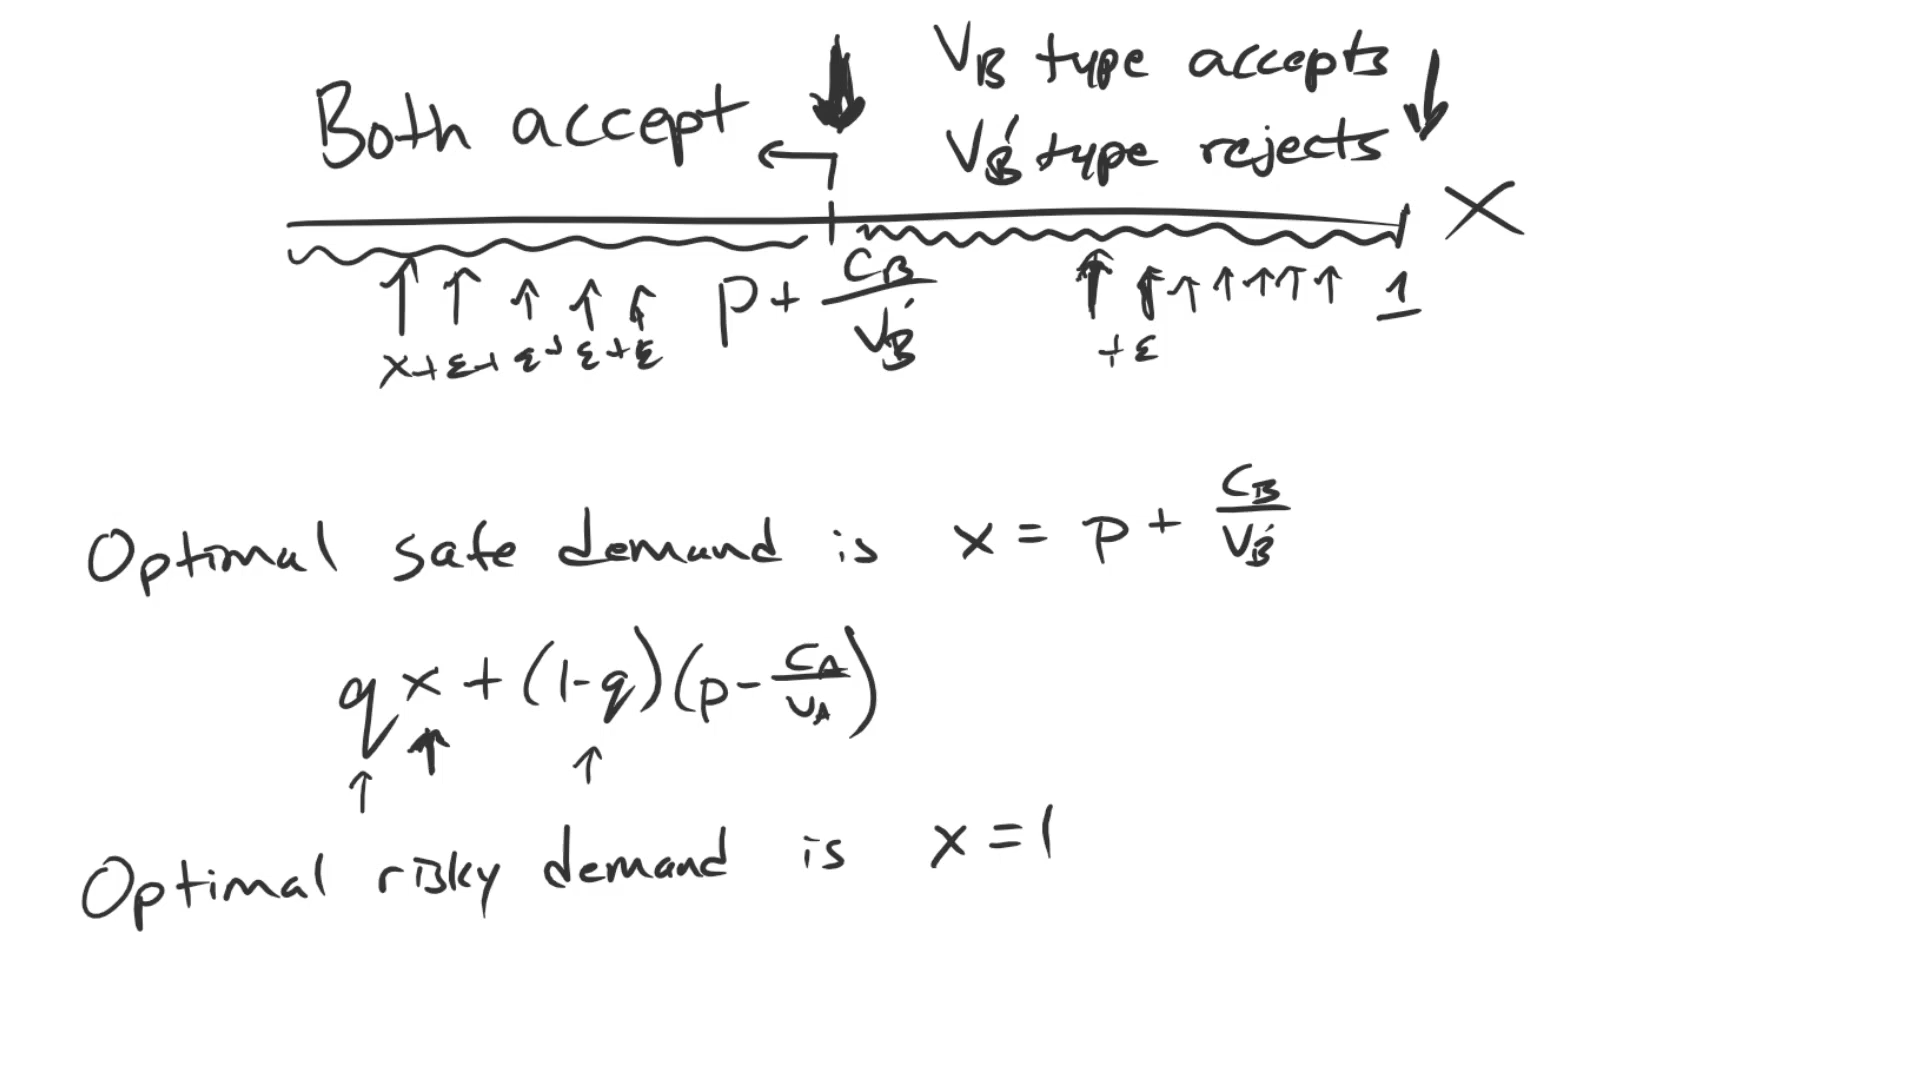 Both accept
V_B type accepts
V_B' type rejects
X
p + C_B / V_B'
1
x + ε + ε + ε + ε
+ ε
Optimal safe demand is x = p + C_B / V_B'
q x + (1-q)(p - C_A / V_A)
Optimal risky demand is x = 1